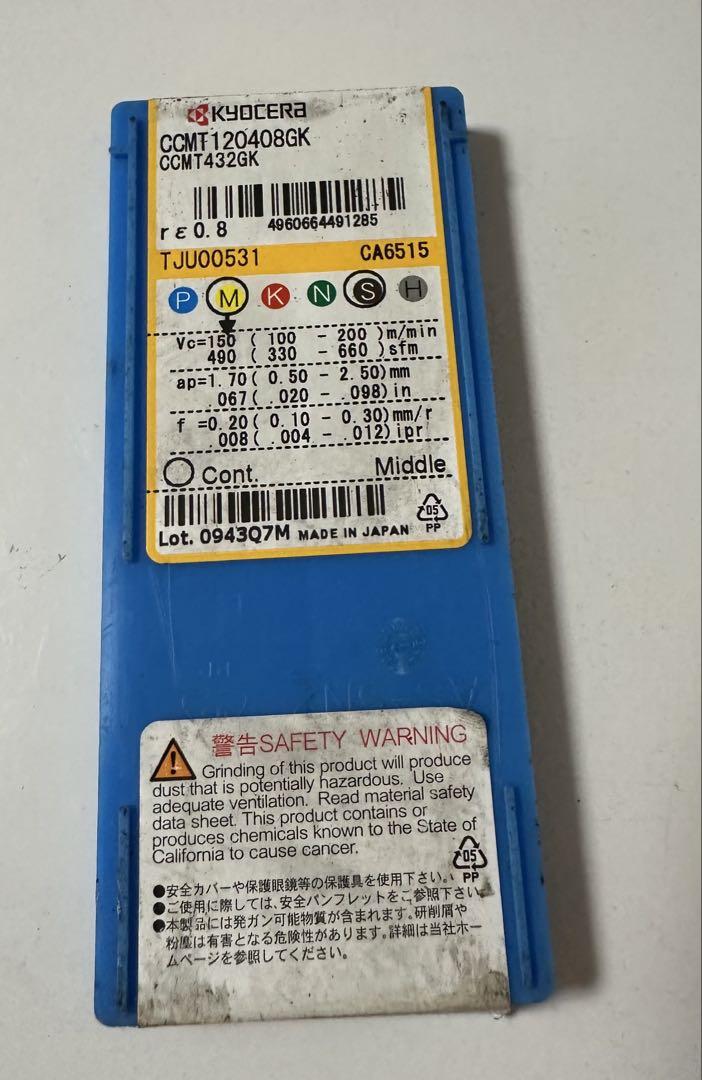 KYOCERA
CCMT120408GK
CCMT432GK
rε0.8
4960664491285
TJU00531 CA6515
P M K N S H
Vc=150 ( 100 - 200 )m/min
490 ( 330 - 660 )sfm
ap=1.70( 0.50 - 2.50)mm
.067( .020 - .098)in
f =0.20( 0.10 - 0.30)mm/r
.008( .004 - .012)ipr
Cont. Middle
05
PP
Lot. 0943Q7M MADE IN JAPAN
警告SAFETY WARNING
Grinding of this product will produce
dust that is potentially hazardous. Use
adequate ventilation. Read material safety
data sheet. This product contains or
produces chemicals known to the State of
California to cause cancer.
05
PP
●安全カバーや保護眼鏡等の保護具を使用下さい。
●ご使用に際しては、安全パンフレットをご参照下さい
●本製品には発ガン可能物質が含まれます。研削屑や
粉塵は有害となる危険性があります。詳細は当社ホー
ムページを参照してください。